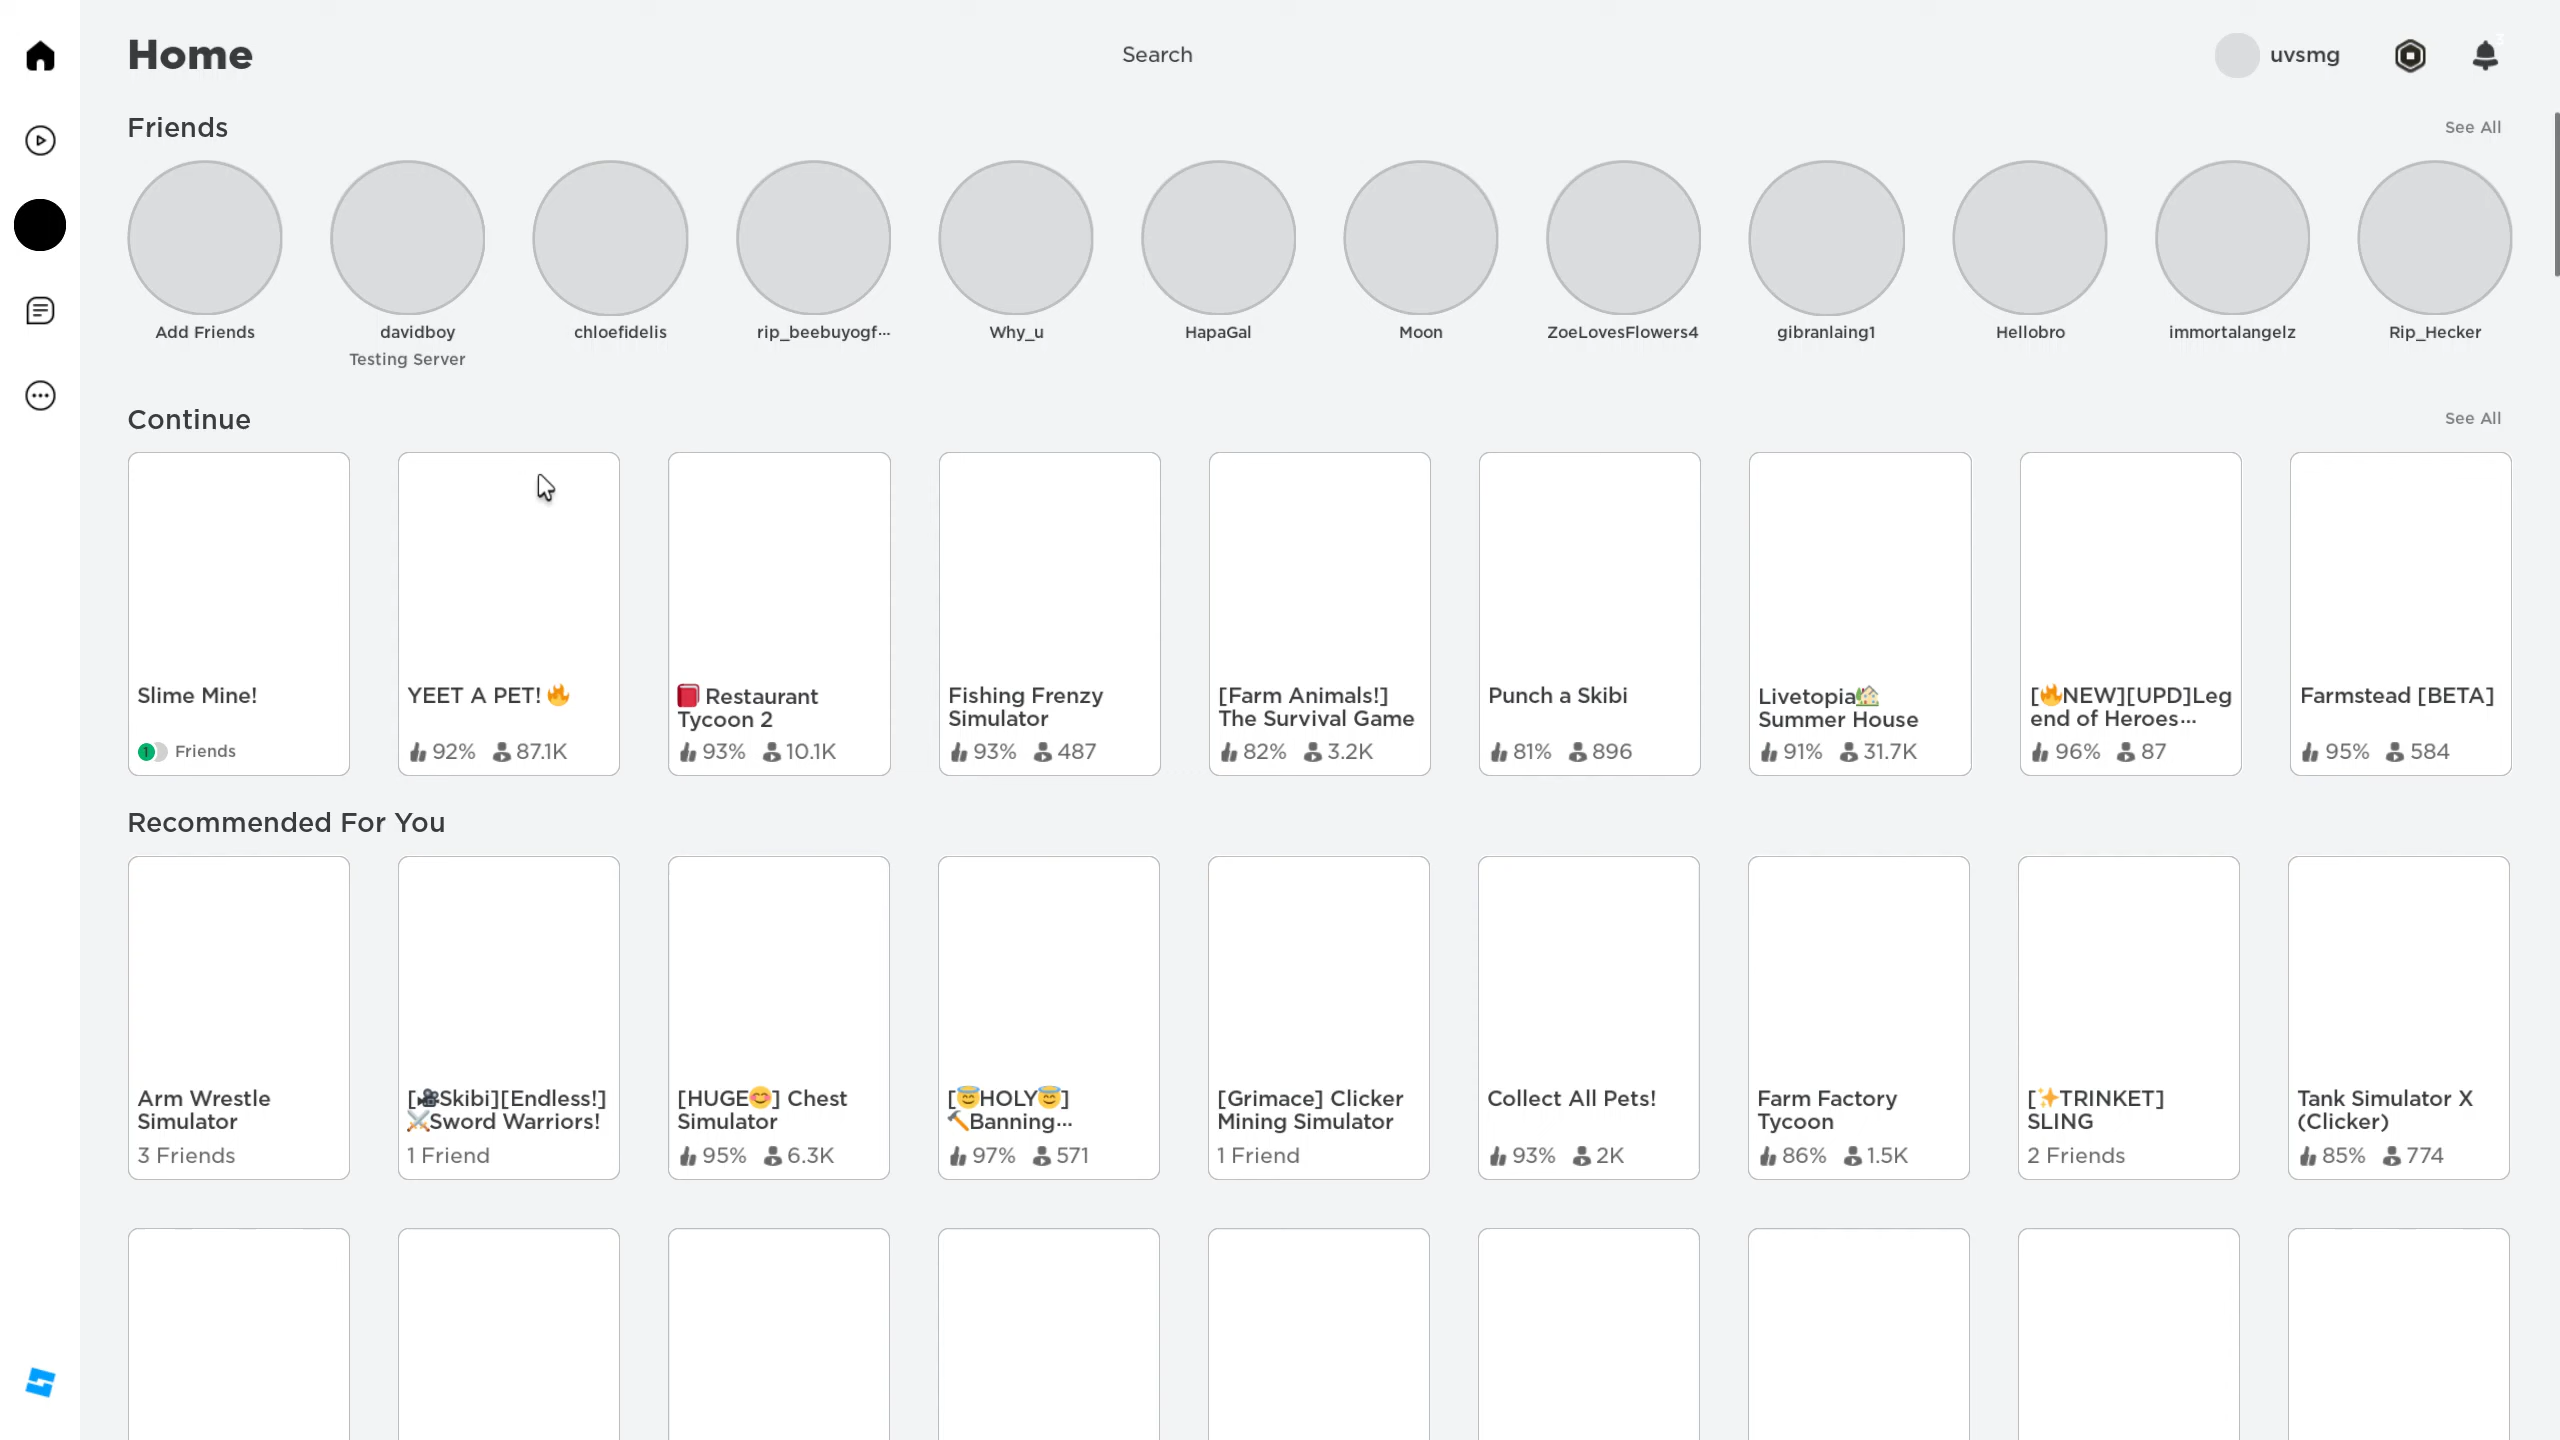 Home
Search
uvsmg
Friends
See All
Add Friends
davidboy
Testing Server
chloefidelis
rip_beebuyogf...
Why_u
HapaGal
Moon
ZoeLovesFlowers4
gibranlaing1
Hellobro
immortalangelz
Rip_Hecker
Continue
See All
Slime Mine!
1 Friends
YEET A PET!🔥
92% 87.1K
📕 Restaurant
Tycoon 2
93% 10.1K
Fishing Frenzy
Simulator
93% 487
[Farm Animals!]
The Survival Game
82% 3.2K
Punch a Skibi
81% 896
Livetopia🏡
Summer House
91% 31.7K
[🔥NEW][UPD]Leg
end of Heroes...
96% 87
Farmstead [BETA]
95% 584
Recommended For You
Arm Wrestle
Simulator
3 Friends
[🎥Skibi][Endless!]
⚔️Sword Warriors!
1 Friend
[HUGE😊] Chest
Simulator
95% 6.3K
[😇HOLY😇]
🔨Banning...
97% 571
[Grimace] Clicker
Mining Simulator
1 Friend
Collect All Pets!
93% 2K
Farm Factory
Tycoon
86% 1.5K
[✨TRINKET]
SLING
2 Friends
Tank Simulator X
(Clicker)
85% 774